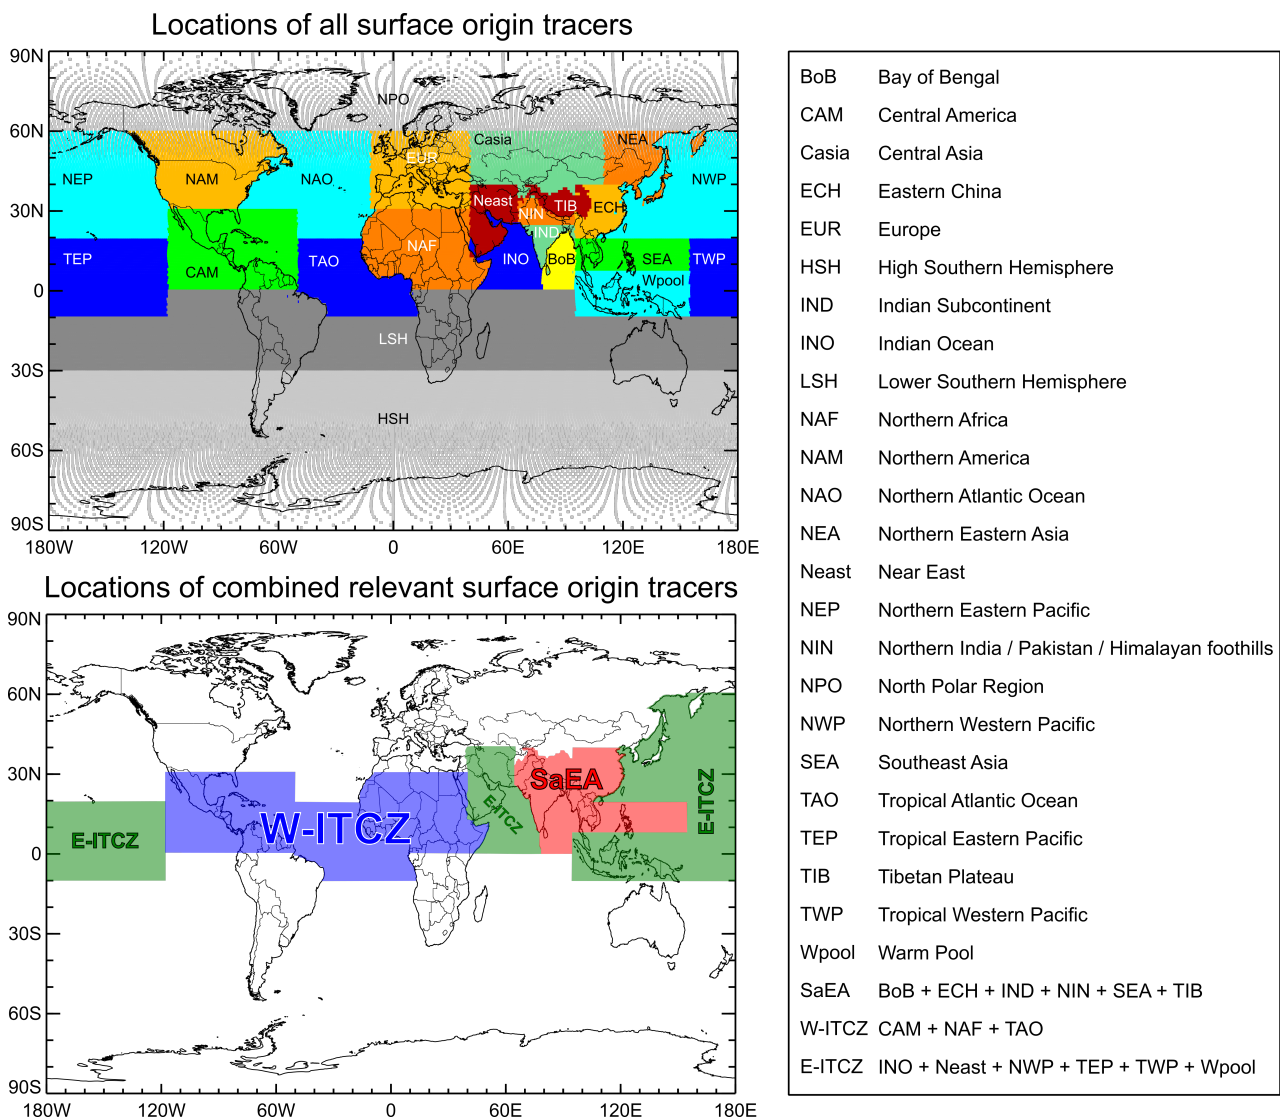 Locations of all surface origin tracers
90N
60N
30N
0
30S
60S
90S
180W 120W 60W 0 60E 120E 180E
NPO
NEP
NAM
NAO
EUR
Casia
NEA
NWP
Neast
NIN
TIB
ECH
IND
TEP
CAM
TAO
NAF
INO
BoB
SEA
TWP
Wpool
LSH
HSH
Locations of combined relevant surface origin tracers
90N
60N
30N
0
30S
60S
90S
180W 120W 60W 0 60E 120E 180E
E-ITCZ
W-ITCZ
E-ITCZ
SaEA
E-ITCZ
BoB Bay of Bengal
CAM Central America
Casia Central Asia
ECH Eastern China
EUR Europe
HSH High Southern Hemisphere
IND Indian Subcontinent
INO Indian Ocean
LSH Lower Southern Hemisphere
NAF Northern Africa
NAM Northern America
NAO Northern Atlantic Ocean
NEA Northern Eastern Asia
Neast Near East
NEP Northern Eastern Pacific
NIN Northern India / Pakistan / Himalayan foothills
NPO North Polar Region
NWP Northern Western Pacific
SEA Southeast Asia
TAO Tropical Atlantic Ocean
TEP Tropical Eastern Pacific
TIB Tibetan Plateau
TWP Tropical Western Pacific
Wpool Warm Pool
SaEA BoB + ECH + IND + NIN + SEA + TIB
W-ITCZ CAM + NAF + TAO
E-ITCZ INO + Neast + NWP + TEP + TWP + Wpool